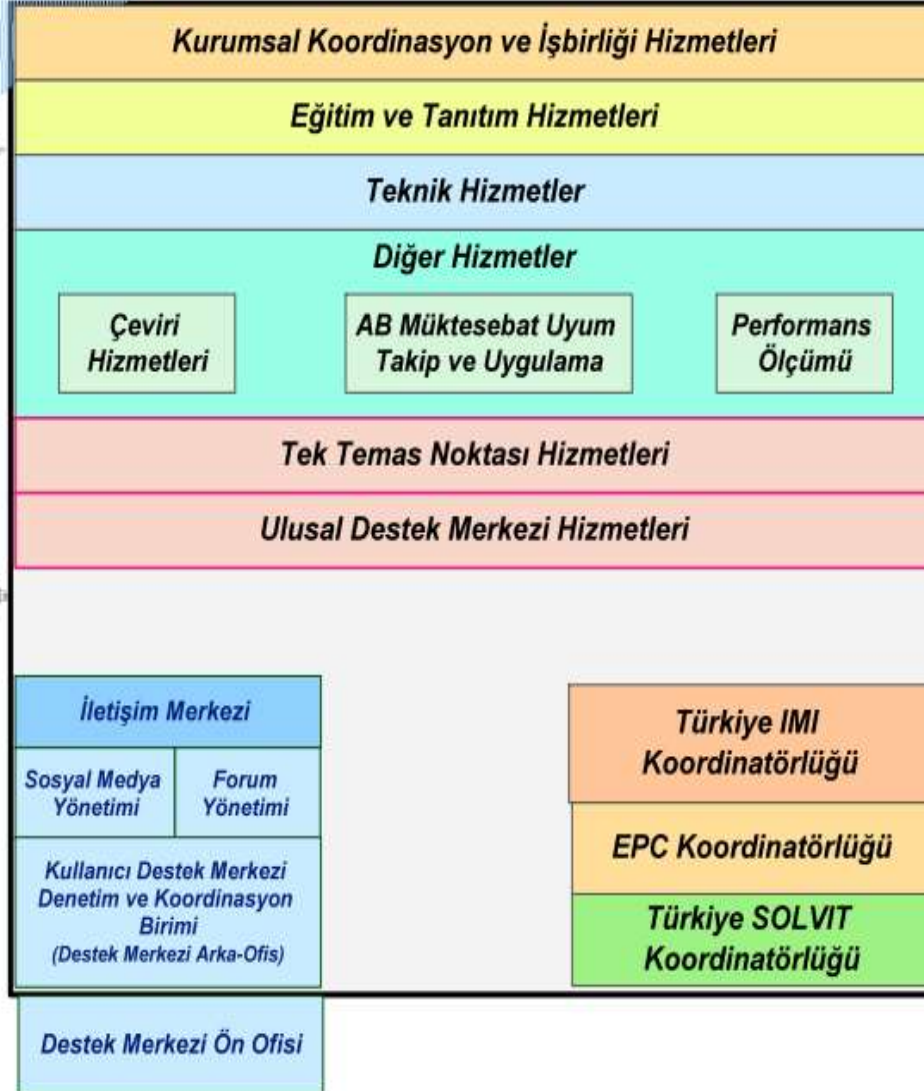 Kurumsal Koordinasyon ve İşbirliği Hizmetleri
Eğitim ve Tanıtım Hizmetleri
Teknik Hizmetler
Diğer Hizmetler
Çeviri
Hizmetleri
AB Müktesebat Uyum
Takip ve Uygulama
Performans
Ölçümü
Tek Temas Noktası Hizmetleri
Ulusal Destek Merkezi Hizmetleri
İletişim Merkezi
Sosyal Medya
Yönetimi
Forum
Yönetimi
Kullanıcı Destek Merkezi
Denetim ve Koordinasyon
Birimi
(Destek Merkezi Arka-Ofis)
Destek Merkezi Ön Ofisi
Türkiye IMI
Koordinatörlüğü
EPC Koordinatörlüğü
Türkiye SOLVIT
Koordinatörlüğü